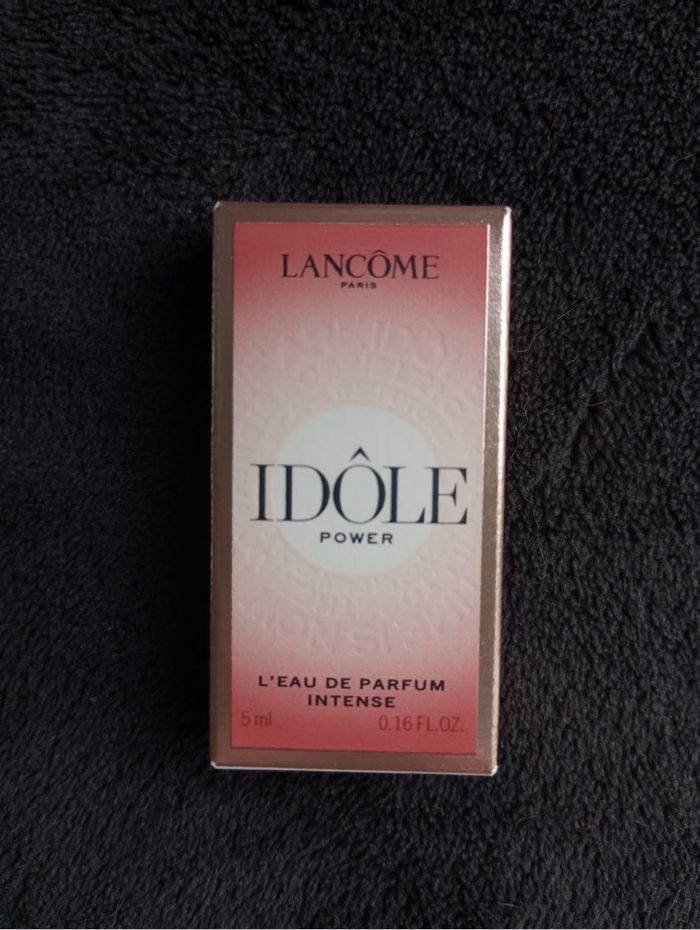 LANCÔME
PARIS
IDÔLE
POWER
L'EAU DE PARFUM
INTENSE
5 ml 0.16 FL.OZ.